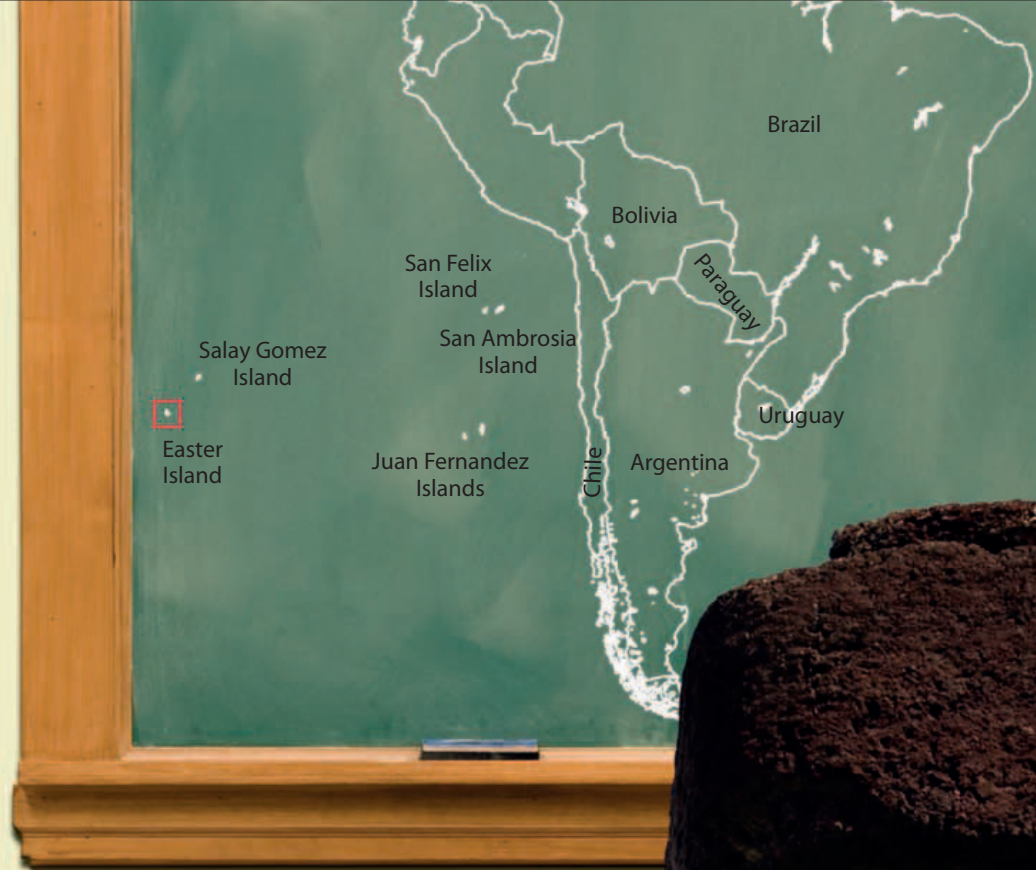 Brazil
Bolivia
Paraguay
San Felix
Island
San Ambrosia
Island
Salay Gomez
Island
Uruguay
Easter
Island
Juan Fernandez
Islands
Chile
Argentina